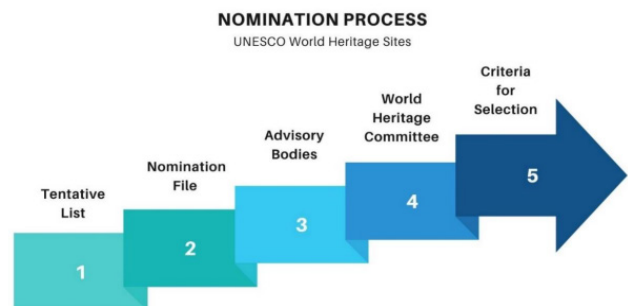 NOMINATION PROCESS
UNESCO World Heritage Sites
Tentative
List
1
Nomination
File
2
Advisory
Bodies
3
World
Heritage
Committee
4
Criteria
for
Selection
5